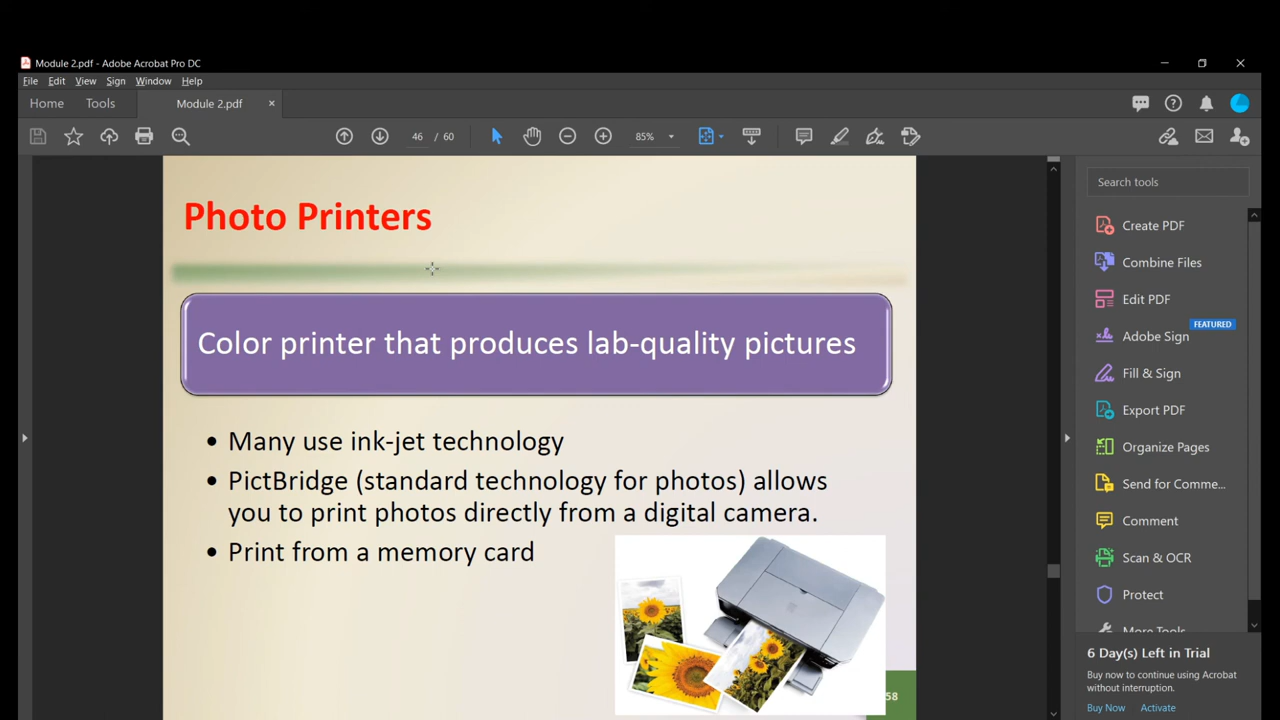 Module 2.pdf - Adobe Acrobat Pro DC
File Edit View Sign Window Help
Home Tools Module 2.pdf ×
46 / 60 85%
Photo Printers
Color printer that produces lab-quality pictures
• Many use ink-jet technology
• PictBridge (standard technology for photos) allows
you to print photos directly from a digital camera.
• Print from a memory card
58
Search tools
Create PDF
Combine Files
Edit PDF
FEATURED
Adobe Sign
Fill & Sign
Export PDF
Organize Pages
Send for Comme...
Comment
Scan & OCR
Protect
More Tools
6 Day(s) Left in Trial
Buy now to continue using Acrobat
without interruption.
Buy Now Activate